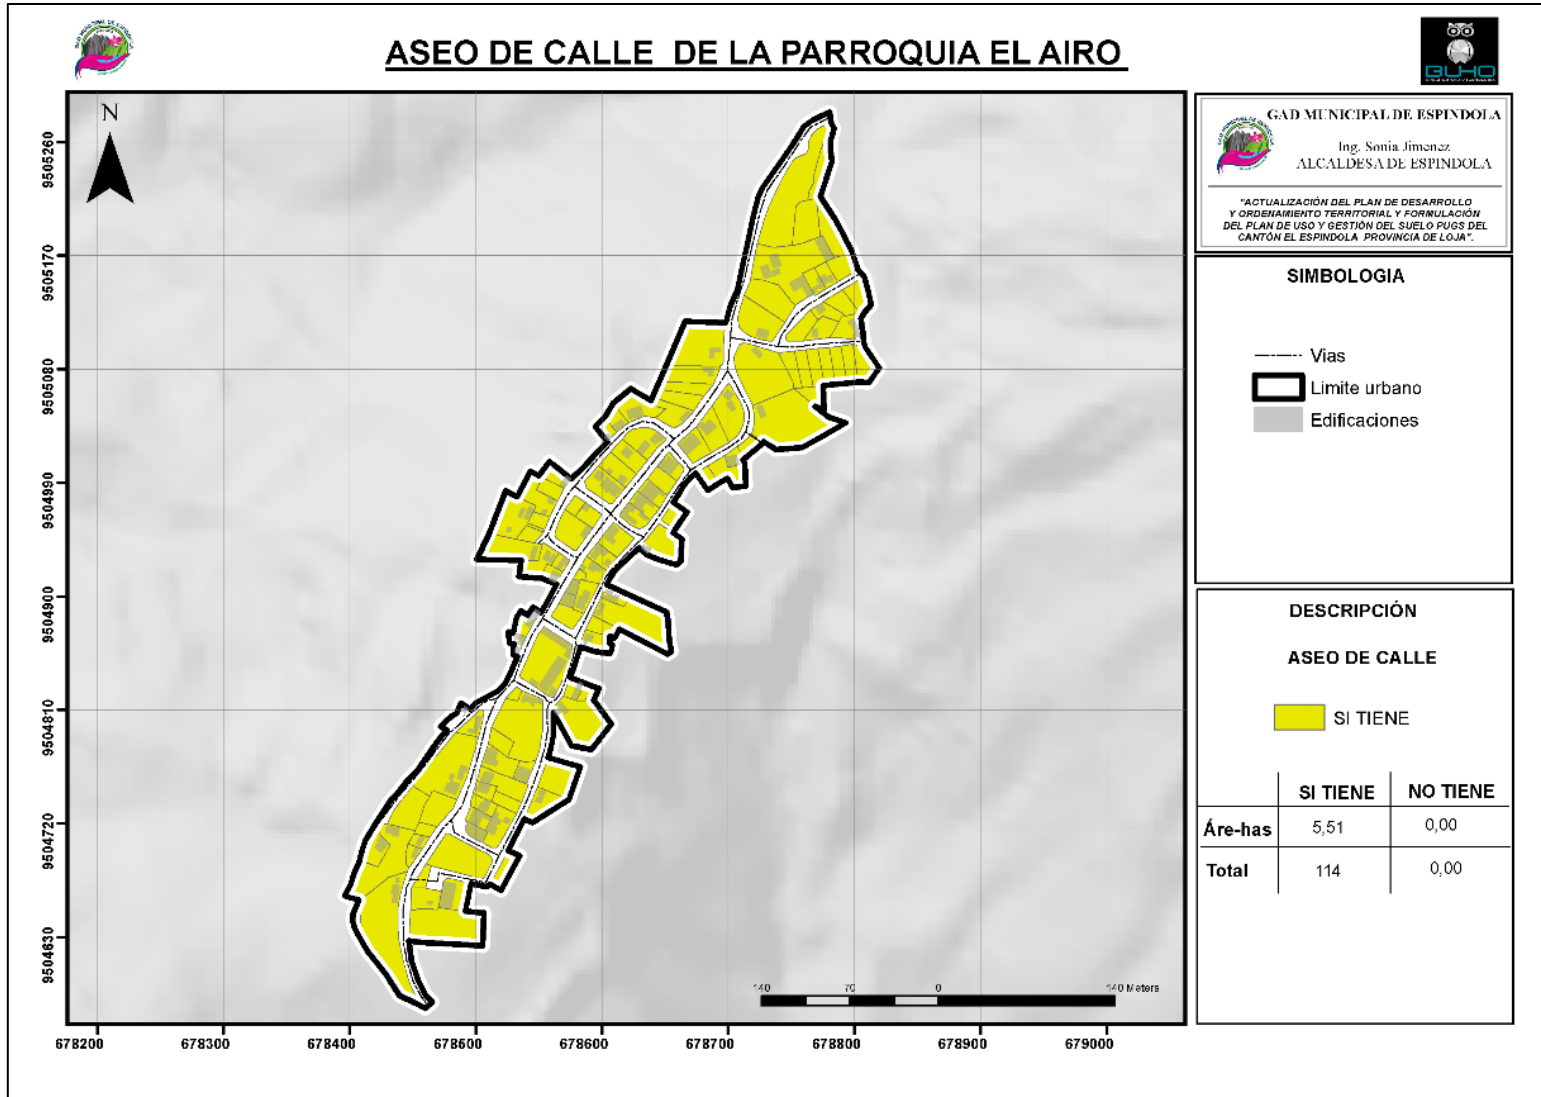 ASEO DE CALLE DE LA PARROQUIA EL AIRO
GAD MUNICIPAL DE ESPINDOLA
BUHO
N
GAD MUNICIPAL DE ESPINDOLA
Ing. Sonia Jimenez
ALCALDESA DE ESPINDOLA
"ACTUALIZACIÓN DEL PLAN DE DESARROLLO
Y ORDENAMIENTO TERRITORIAL Y FORMULACIÓN
DEL PLAN DE USO Y GESTIÓN DEL SUELO PUGS DEL
CANTÓN EL ESPINDOLA PROVINCIA DE LOJA".
SIMBOLOGIA
Vias
Limite urbano
Edificaciones
DESCRIPCIÓN
ASEO DE CALLE
SI TIENE
SI TIENE NO TIENE
Áre-has 5,51 0,00
Total 114 0,00
9505260
9505170
9505080
9504990
9504900
9504810
9504720
9504630
140 70 0 140 Meters
678200 678300 678400 678500 678600 678700 678800 678900 679000